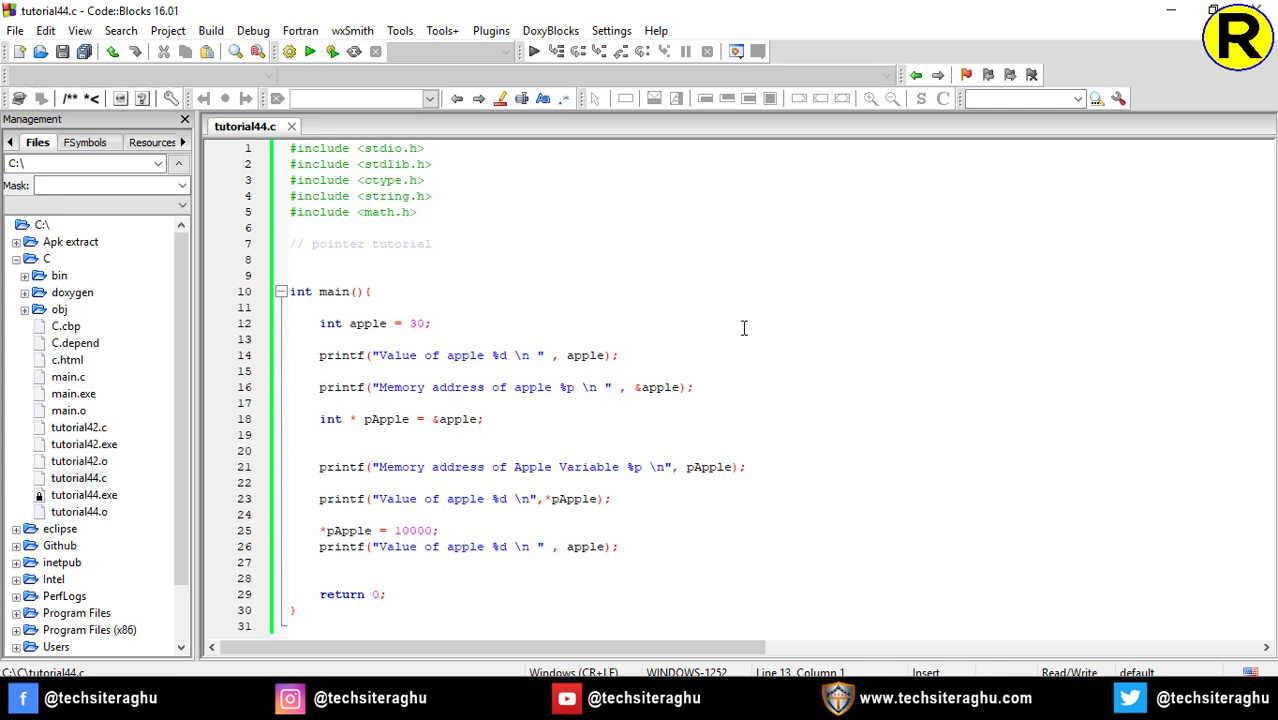 tutorial44.c - Code::Blocks 16.01
R
File Edit View Search Project Build Debug Fortran wxSmith Tools Tools+ Plugins DoxyBlocks Settings Help
/** *<
S C
Management
Files FSymbols Resources
C:\
Mask:
C:\
Apk extract
C
bin
doxygen
obj
C.cbp
C.depend
c.html
main.c
main.exe
main.o
tutorial42.c
tutorial42.exe
tutorial42.o
tutorial44.c
tutorial44.exe
tutorial44.o
eclipse
Github
inetpub
Intel
PerfLogs
Program Files
Program Files (x86)
Users
tutorial44.c
1 #include <stdio.h>
2 #include <stdlib.h>
3 #include <ctype.h>
4 #include <string.h>
5 #include <math.h>
6
7 // pointer tutorial
8
9
10 int main(){
11
12 int apple = 30;
13
14 printf("Value of apple %d \n " , apple);
15
16 printf("Memory address of apple %p \n " , &apple);
17
18 int * pApple = &apple;
19
20
21 printf("Memory address of Apple Variable %p \n", pApple);
22
23 printf("Value of apple %d \n",*pApple);
24
25 *pApple = 10000;
26 printf("Value of apple %d \n " , apple);
27
28
29 return 0;
30 }
31
C:\C\tutorial44.c Windows (CR+LF) WINDOWS-1252 Line 13, Column 1 Insert Read/Write default
@techsiteraghu @techsiteraghu @techsiteraghu www.techsiteraghu.com @techsiteraghu